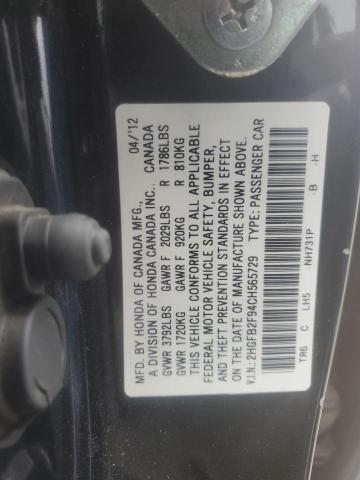 MFD. BY HONDA OF CANADA MFG., 04/'12
A DIVISION OF HONDA CANADA INC., CANADA
GVWR 3792LBS GAWR F 2029LBS R 1786LBS
GVWR 1720KG GAWR F 920KG R 810KG
THIS VEHICLE CONFORMS TO ALL APPLICABLE
FEDERAL MOTOR VEHICLE SAFETY, BUMPER,
AND THEFT PREVENTION STANDARDS IN EFFECT
ON THE DATE OF MANUFACTURE SHOWN ABOVE.
V.I.N.:2HGFB2F94CH565729 TYPE: PASSENGER CAR
TR6 C LH5 -NH731P -B -H